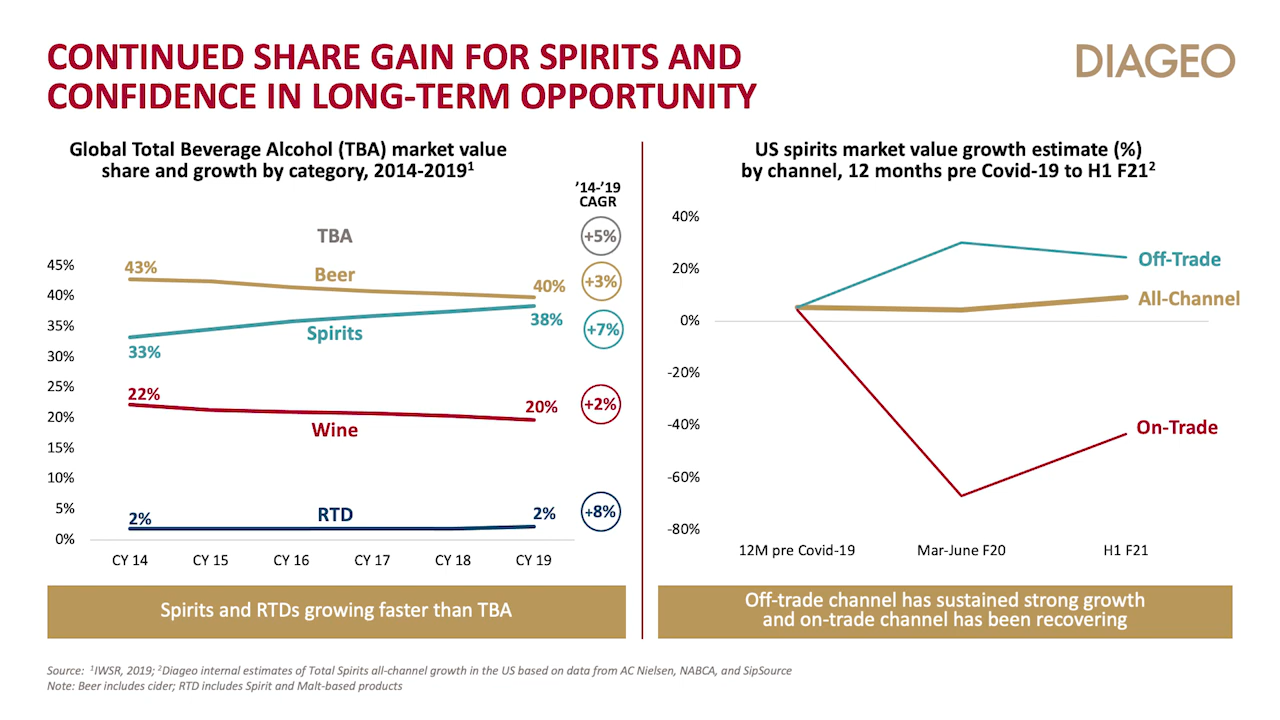 CONTINUED SHARE GAIN FOR SPIRITS AND
CONFIDENCE IN LONG-TERM OPPORTUNITY
DIAGEO
Global Total Beverage Alcohol (TBA) market value
share and growth by category, 2014-2019¹
’14-’19
CAGR
TBA
+5%
45%
40%
35%
30%
25%
20%
15%
10%
5%
0%
43%
Beer
40%
+3%
33%
Spirits
38%
+7%
22%
Wine
20%
+2%
2%
RTD
2%
+8%
CY 14
CY 15
CY 16
CY 17
CY 18
CY 19
Spirits and RTDs growing faster than TBA
US spirits market value growth estimate (%)
by channel, 12 months pre Covid-19 to H1 F21²
40%
20%
0%
-20%
-40%
-60%
-80%
Off-Trade
All-Channel
On-Trade
12M pre Covid-19
Mar-June F20
H1 F21
Off-trade channel has sustained strong growth
and on-trade channel has been recovering
Source: ¹IWSR, 2019; ²Diageo internal estimates of Total Spirits all-channel growth in the US based on data from AC Nielsen, NABCA, and SipSource
Note: Beer includes cider; RTD includes Spirit and Malt-based products